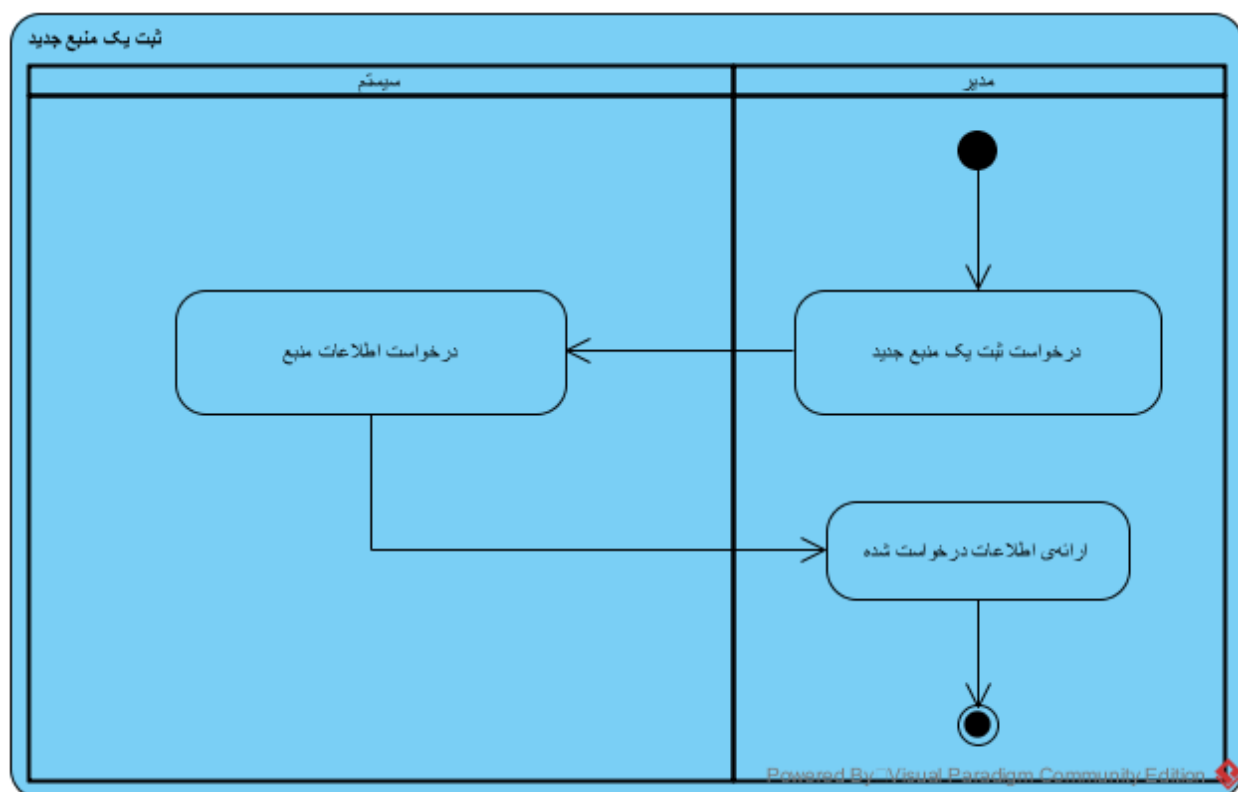 ثبت یک منبع جدید
مدیر
سیستم
درخواست ثبت یک منبع جدید
درخواست اطلاعات منبع
ارائه‌ی اطلاعات درخواست شده
Powered By Visual Paradigm Community Edition